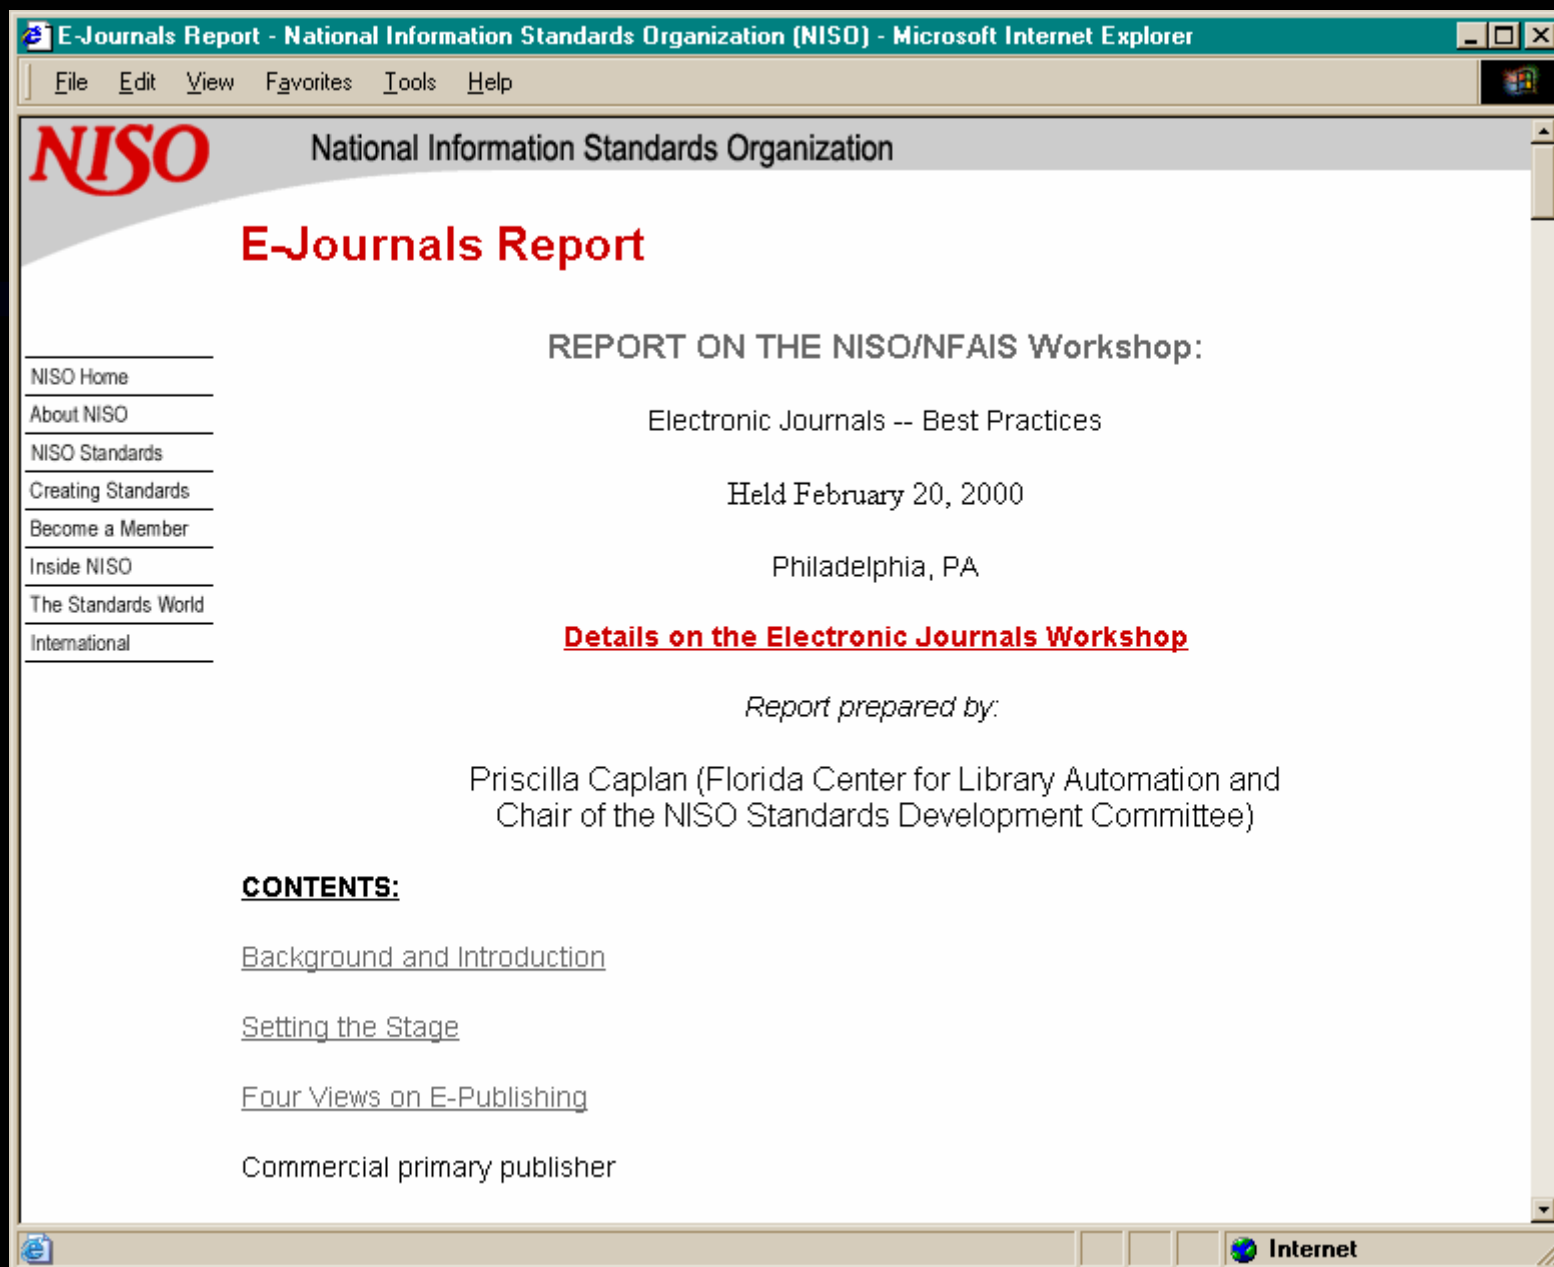 E-Journals Report - National Information Standards Organization (NISO) - Microsoft Internet Explorer
File Edit View Favorites Tools Help
NISO
National Information Standards Organization
E-Journals Report
NISO Home
About NISO
NISO Standards
Creating Standards
Become a Member
Inside NISO
The Standards World
International
REPORT ON THE NISO/NFAIS Workshop:
Electronic Journals -- Best Practices
Held February 20, 2000
Philadelphia, PA
Details on the Electronic Journals Workshop
Report prepared by:
Priscilla Caplan (Florida Center for Library Automation and
Chair of the NISO Standards Development Committee)
CONTENTS:
Background and Introduction
Setting the Stage
Four Views on E-Publishing
Commercial primary publisher
Internet